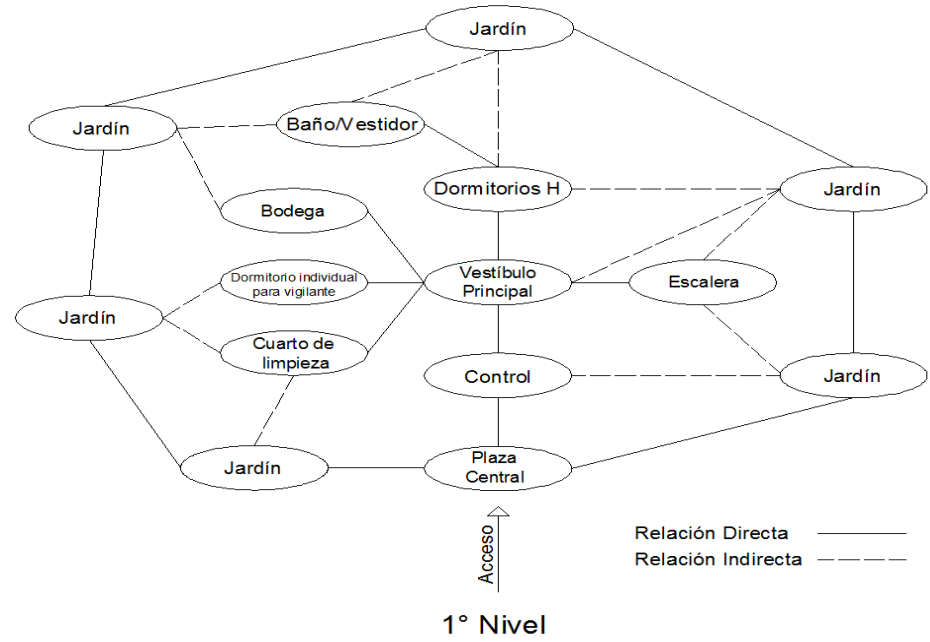 Jardín
Jardín
Baño/Vestidor
Dormitorios H
Jardín
Bodega
Dormitorio individual
para vigilante
Vestíbulo
Principal
Escalera
Jardín
Cuarto de
limpieza
Control
Jardín
Jardín
Plaza
Central
Acceso
Relación Directa
Relación Indirecta
1° Nivel